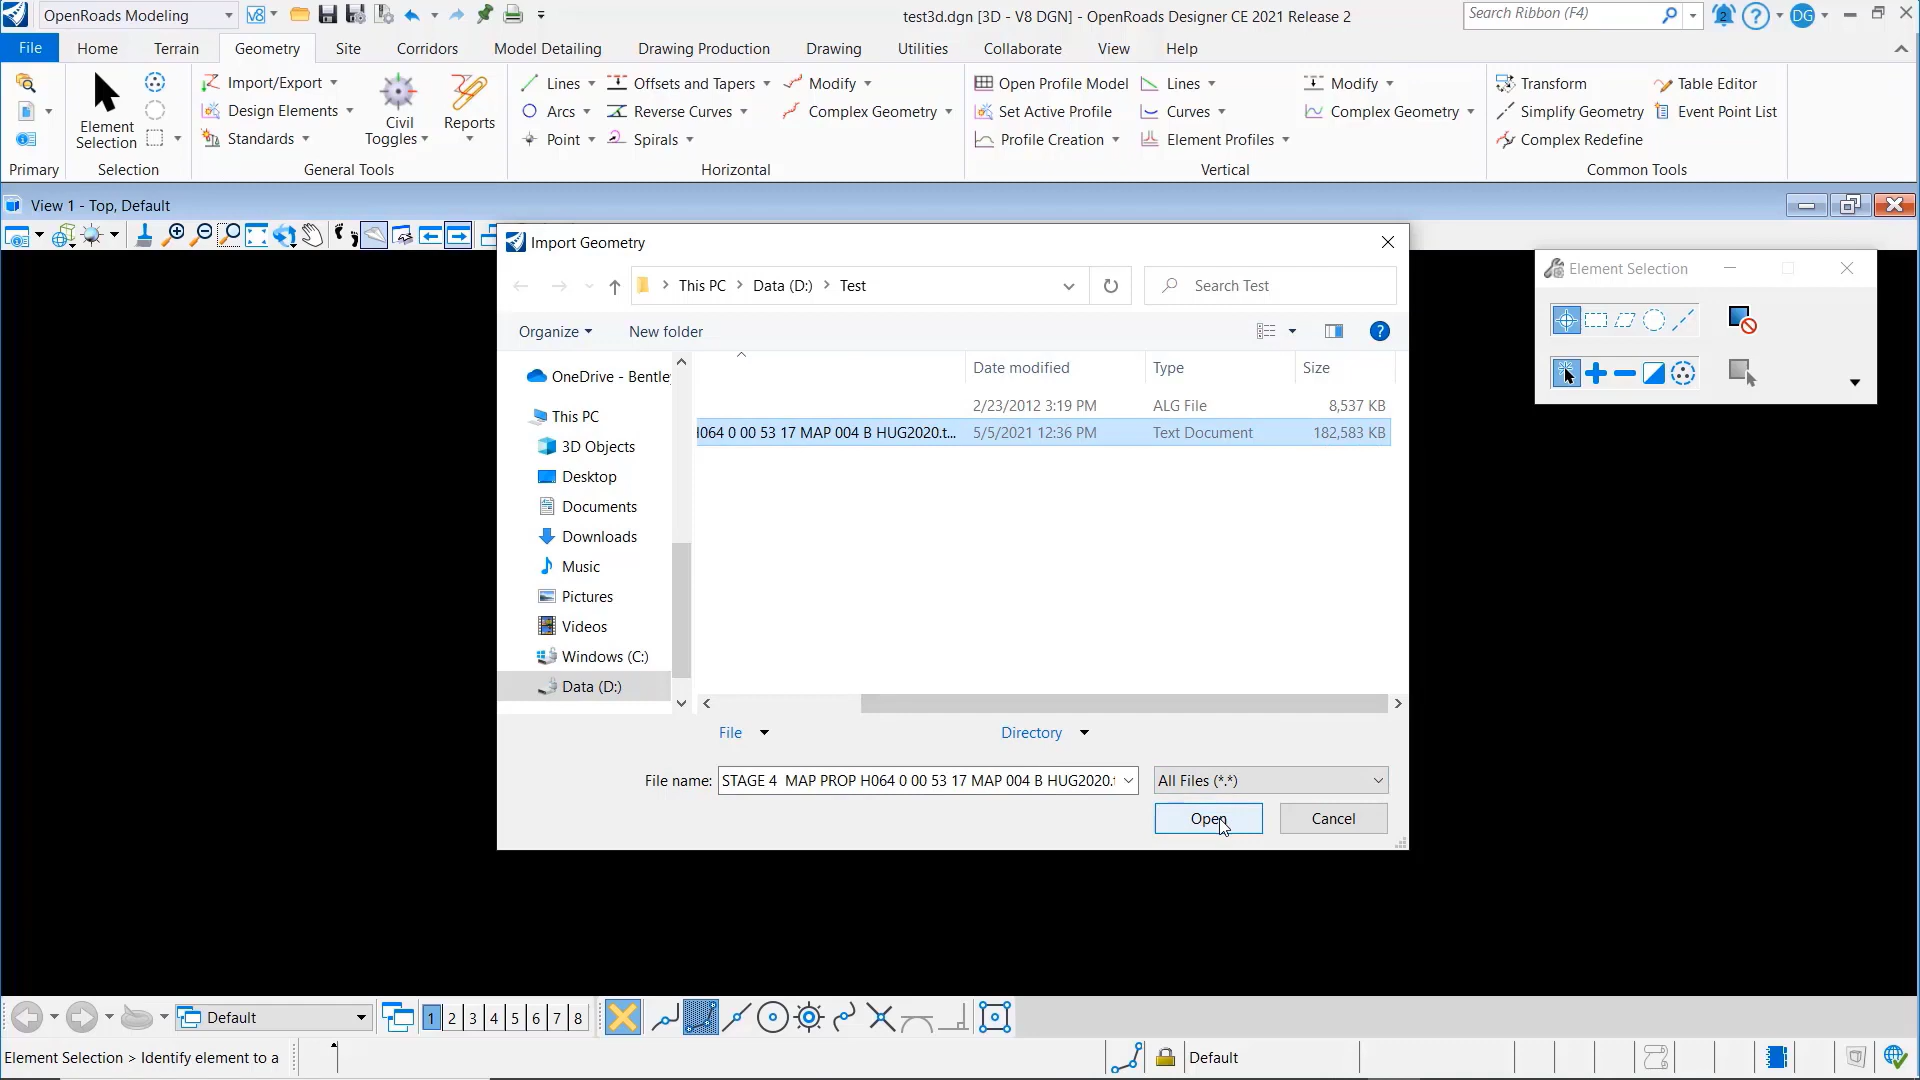 OpenRoads Modeling
V8
test3d.dgn [3D - V8 DGN] - OpenRoads Designer CE 2021 Release 2
Search Ribbon (F4)
2
DG
File Home Terrain Geometry Site Corridors Model Detailing Drawing Production Drawing Utilities Collaborate View Help
Import/Export Lines Offsets and Tapers Modify Open Profile Model Lines Modify Transform Table Editor
Design Elements Arcs Reverse Curves Complex Geometry Set Active Profile Curves Complex Geometry Simplify Geometry Event Point List
Standards Point Spirals Profile Creation Element Profiles Complex Redefine
Element Selection
Civil Toggles
Reports
Primary Selection General Tools Horizontal Vertical Common Tools
View 1 - Top, Default
Import Geometry
This PC Data (D:) Test
Search Test
Organize New folder
Date modified Type Size
2/23/2012 3:19 PM ALG File 8,537 KB
H064 0 00 53 17 MAP 004 B HUG2020.t... 5/5/2021 12:36 PM Text Document 182,583 KB
OneDrive - Bentle
This PC
3D Objects
Desktop
Documents
Downloads
Music
Pictures
Videos
Windows (C:)
Data (D:)
File Directory
File name: STAGE 4 MAP PROP H064 0 00 53 17 MAP 004 B HUG2020.t
All Files (*.*)
Open Cancel
Element Selection
Default
1 2 3 4 5 6 7 8
Element Selection > Identify element to a
Default